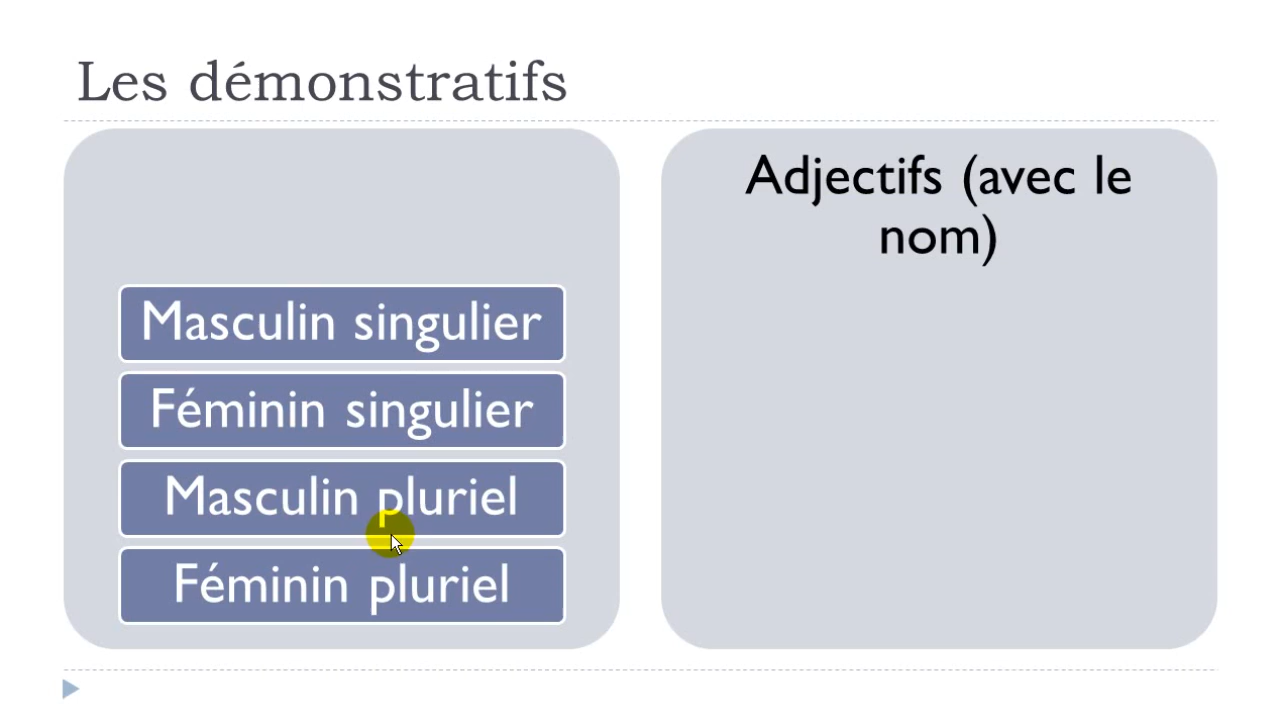 Les démonstratifs
Masculin singulier
Féminin singulier
Masculin pluriel
Féminin pluriel
Adjectifs (avec le
nom)